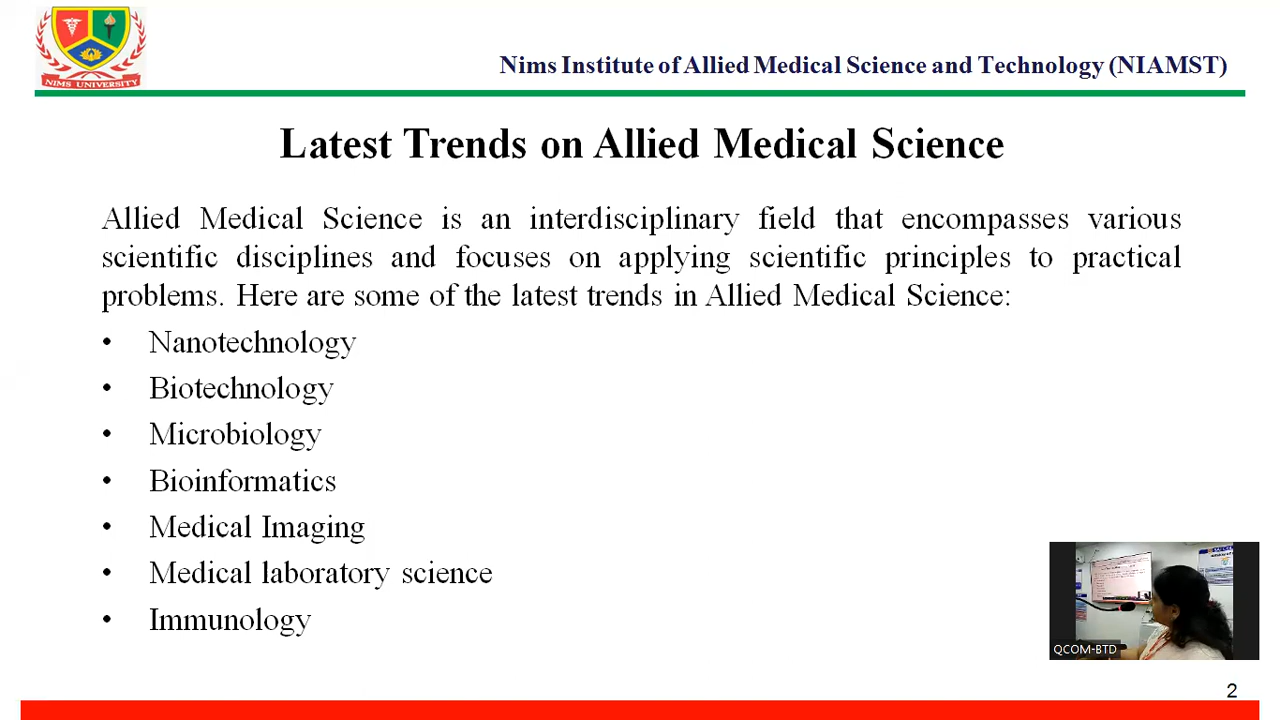 NIMS UNIVERSITY
Nims Institute of Allied Medical Science and Technology (NIAMST)
Latest Trends on Allied Medical Science
Allied Medical Science is an interdisciplinary field that encompasses various
scientific disciplines and focuses on applying scientific principles to practical
problems. Here are some of the latest trends in Allied Medical Science:
• Nanotechnology
• Biotechnology
• Microbiology
• Bioinformatics
• Medical Imaging
• Medical laboratory science
• Immunology
QCOM-BTD
2